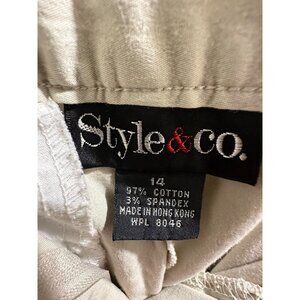 Style&co.
14
97% COTTON
3% SPANDEX
MADE IN HONG KONG
WPL 8046